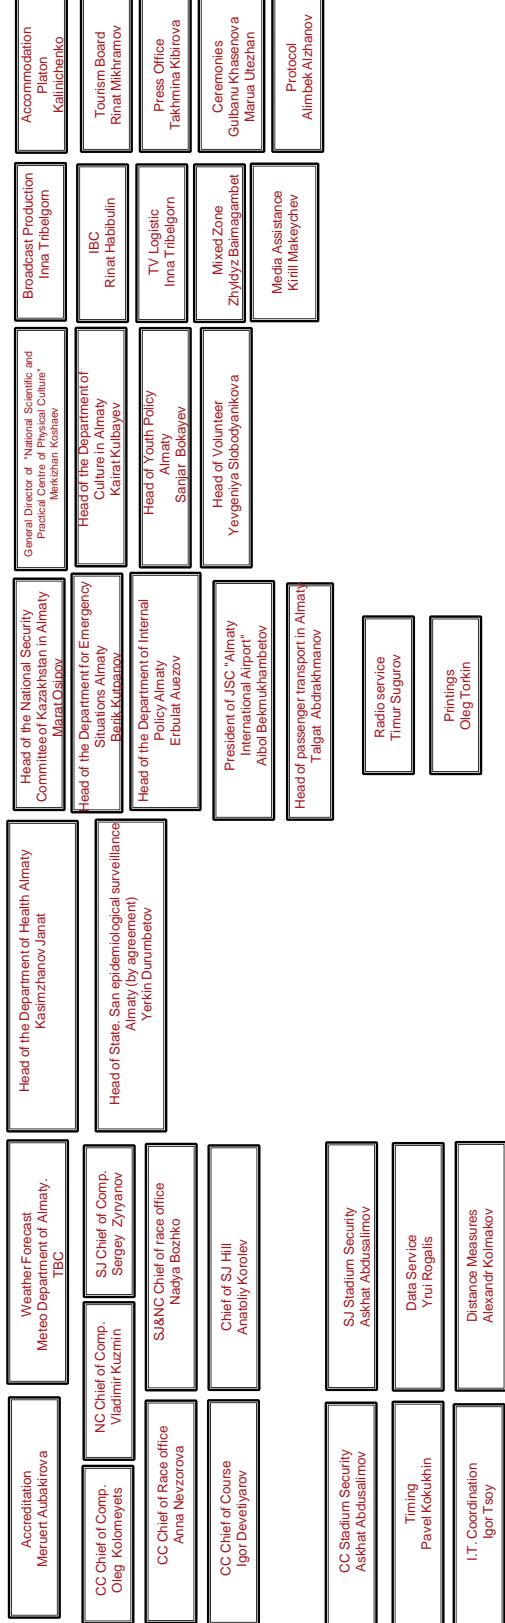 Accommodation
Platon
Kalinichenko
Tourism Board
Rinat Mikhramov
Press Office
Takhmina Kibirova
Ceremonies
Gulbanu Khasenova
Marua Utezhan
Protocol
Alimbek Alzhanov
Broadcast Production
Inna Tribelgorn
IBC
Rinat Habibulin
TV Logistic
Inna Tribelgorn
Mixed Zone
Zhyldyz Baimagambet
Media Assistance
Kirill Makeychev
General Director of "National Scientific and
Practical Centre of Physical Culture"
Merkizhan Koshaev
Head of the Department of
Culture in Almaty
Kairat Kulbayev
Head of Youth Policy
Almaty
Sanjar Bokayev
Head of Volunteer
Yevgeniya Slobodyanikova
Head of the National Security
Committee of Kazakhstan in Almaty
Marat Osipov
Head of the Department for Emergency
Situations Almaty
Berik Kutpanov
Head of the Department of Internal
Policy Almaty
Erbulat Auezov
President of JSC "Almaty
International Airport"
Aibol Bekmukhambetov
Head of passenger transport in Almaty
Talgat Abdrakhmanov
Radio service
Timur Sugurov
Printings
Oleg Torkin
Head of the Department of Health Almaty
Kasimzhanov Janat
Head of State. San epidemiological surveillance
Almaty (by agreement)
Yerkin Durumbetov
Weather Forecast
Meteo Department of Almaty.
TBC
SJ Chief of Comp.
Sergey Zyryanov
SJ&NC Chief of race office
Nadya Bozhko
Chief of SJ Hill
Anatoliy Korolev
SJ Stadium Security
Askhat Abdusalimov
Data Service
Yrui Rogalis
Distance Measures
Alexandr Kolmakov
NC Chief of Comp.
Vladimir Kuzmin
Accreditation
Meruert Aubakirova
CC Chief of Comp.
Oleg Kolomeyets
CC Chief of Race office
Anna Nevzorova
CC Chief of Course
Igor Devetiyarov
CC Stadium Security
Askhat Abdusalimov
Timing
Pavel Kokukhin
I.T. Coordination
Igor Tsoy